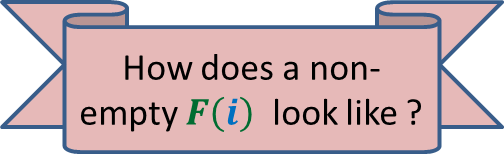 How does a non-
empty F(i) look like ?